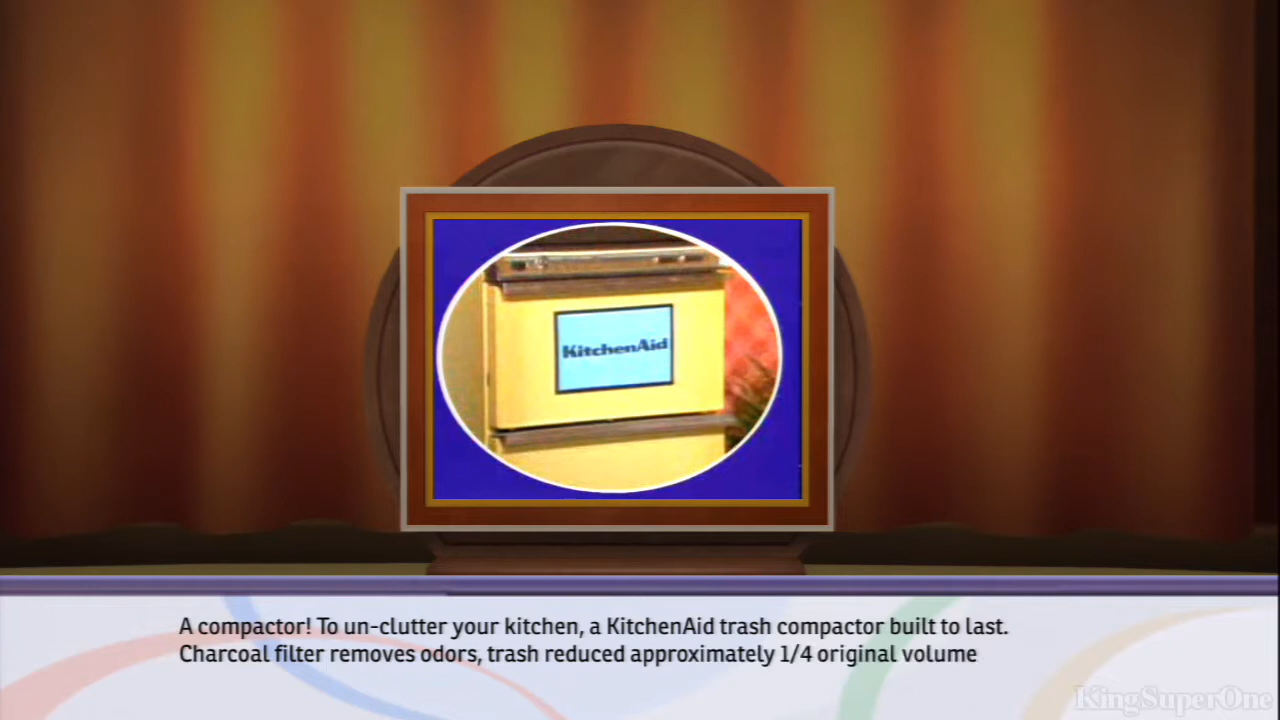 KitchenAid
A compactor! To un-clutter your kitchen, a KitchenAid trash compactor built to last.
Charcoal filter removes odors, trash reduced approximately 1/4 original volume
KingSuperOne